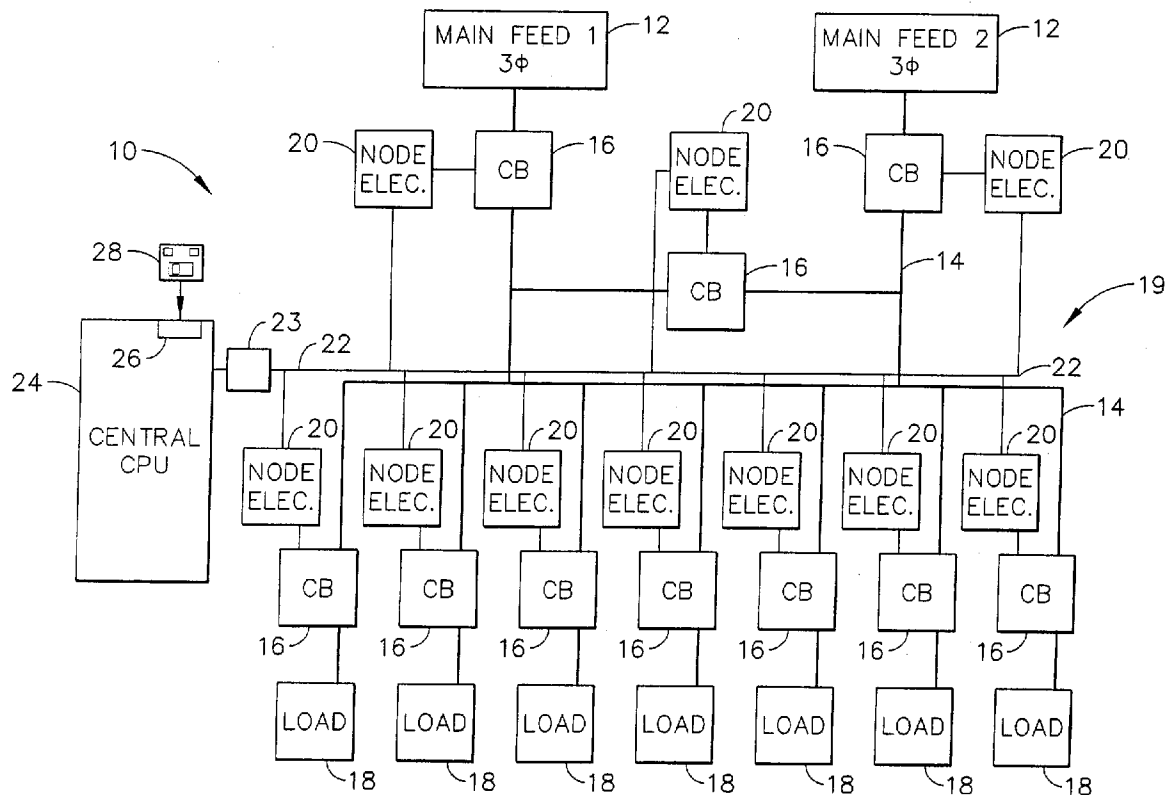 MAIN FEED 1
3Φ
12
MAIN FEED 2
3Φ
12
10
20
NODE
ELEC.
CB
16
20
NODE
ELEC.
16
CB
20
NODE
ELEC.
28
CB
16
14
19
26
23
22
22
24
CENTRAL
CPU
14
20
NODE
ELEC.
20
NODE
ELEC.
20
NODE
ELEC.
20
NODE
ELEC.
20
NODE
ELEC.
20
NODE
ELEC.
20
NODE
ELEC.
CB
CB
CB
CB
CB
CB
CB
16
16
16
16
16
16
16
LOAD
LOAD
LOAD
LOAD
LOAD
LOAD
LOAD
18
18
18
18
18
18
18